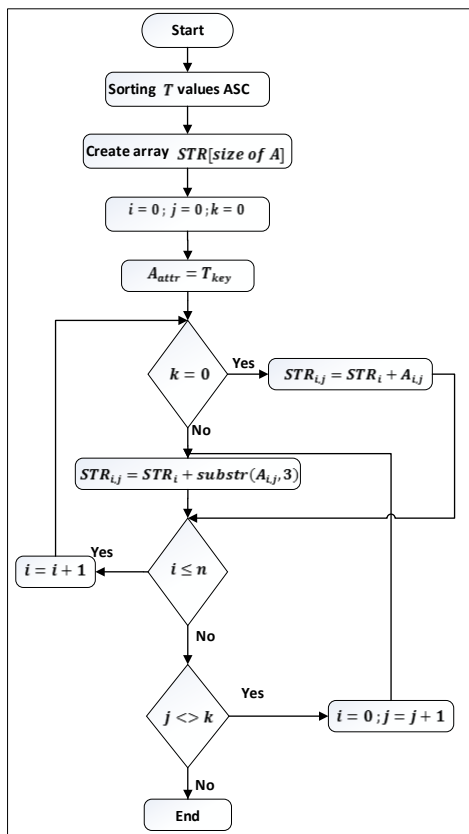 Start
Sorting T values ASC
Create array STR[size of A]
i = 0 ; j = 0 ; k = 0
A_attr = T_key
k = 0
Yes
STR_i,j = STR_i + A_i,j
No
STR_i,j = STR_i + substr(A_i,j, 3)
Yes
i = i + 1
i ≤ n
No
j <> k
Yes
i = 0 ; j = j + 1
No
End